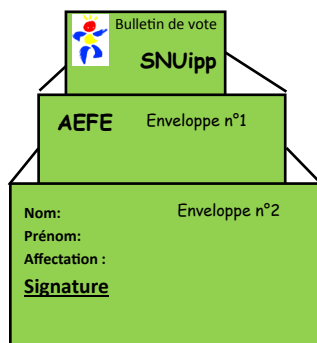 Bulletin de vote
SNUipp
AEFE Enveloppe n°1
Enveloppe n°2
Nom:
Prénom:
Affectation :
Signature